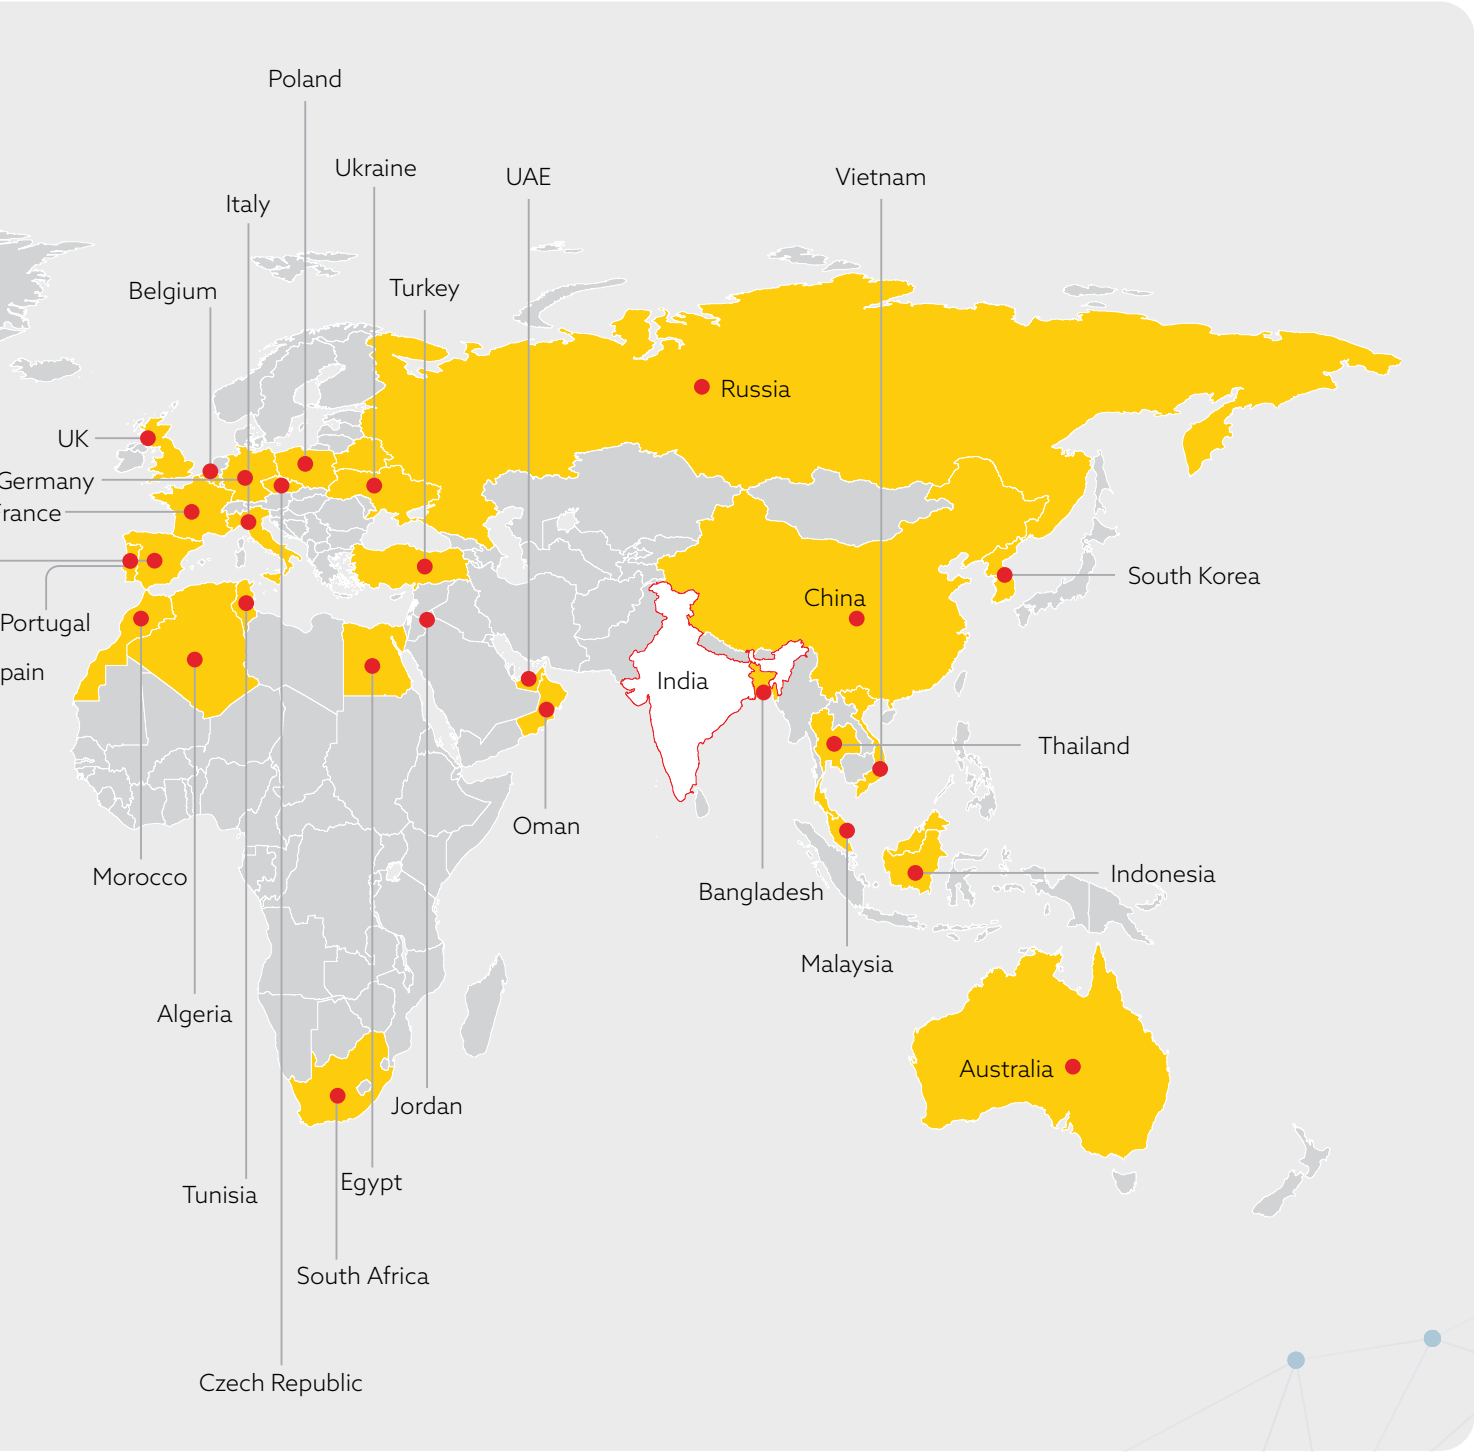 Poland
Ukraine
UAE
Vietnam
Italy
Belgium
Turkey
Russia
UK
Germany
rance
South Korea
China
Portugal
pain
India
Thailand
Oman
Morocco
Bangladesh
Indonesia
Malaysia
Algeria
Australia
Jordan
Egypt
Tunisia
South Africa
Czech Republic